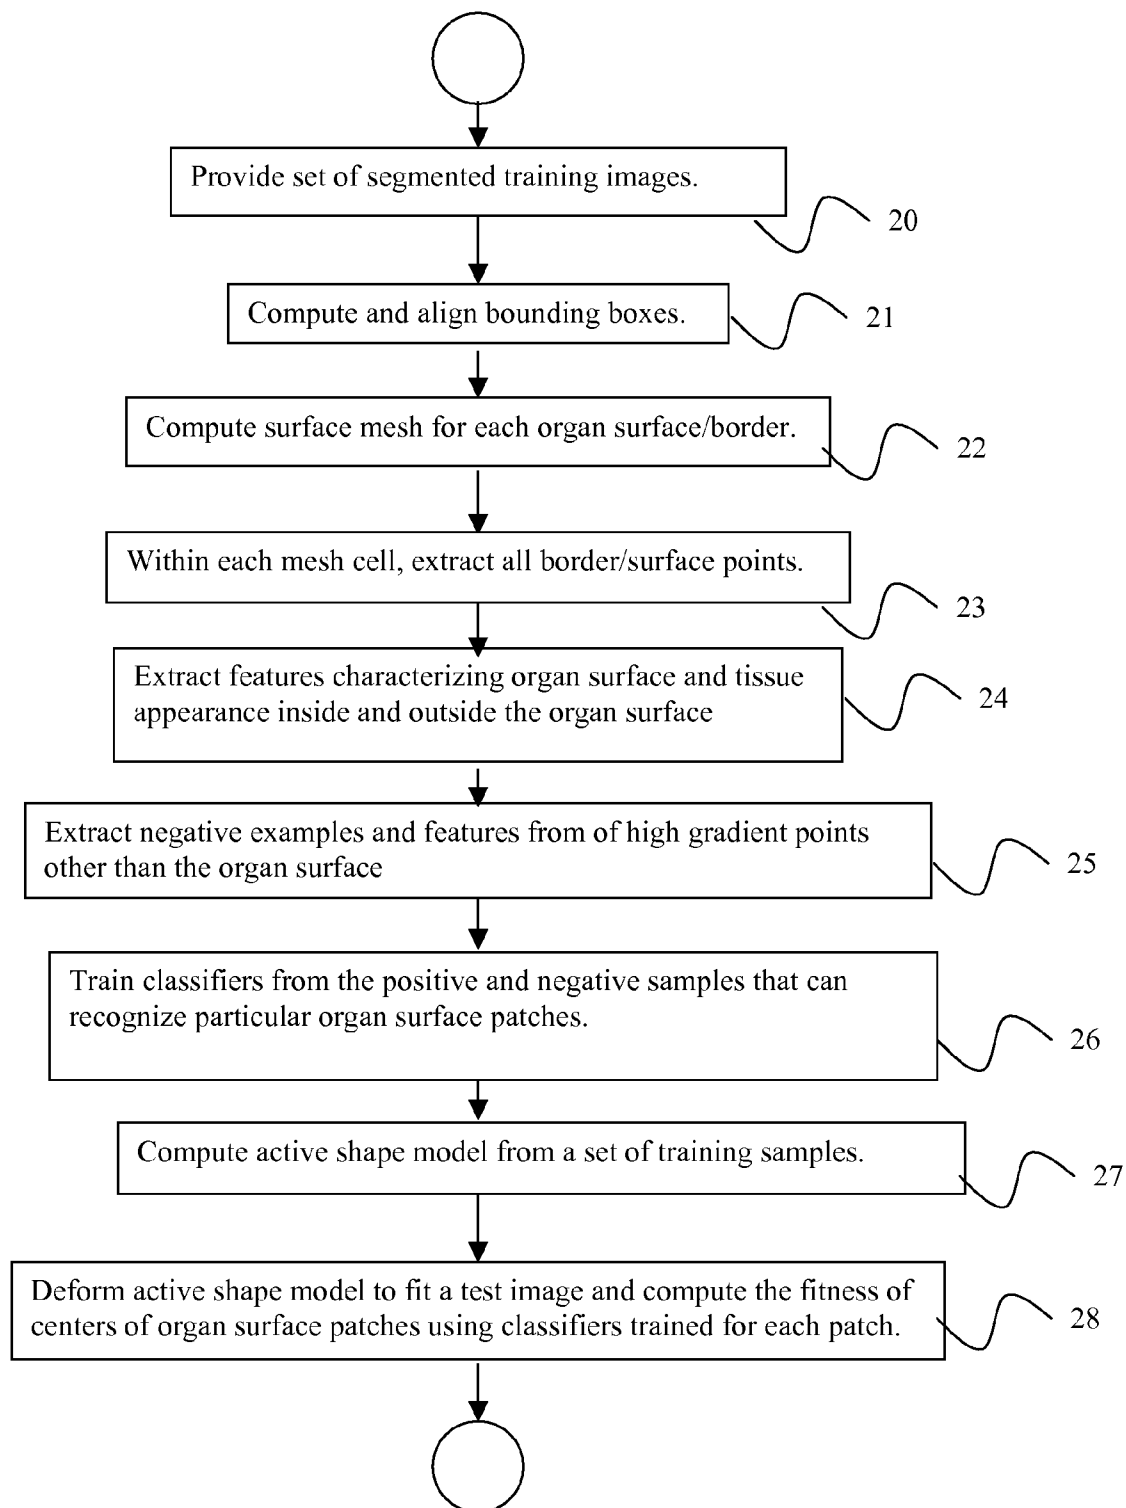 Provide set of segmented training images.
20
Compute and align bounding boxes.
21
Compute surface mesh for each organ surface/border.
22
Within each mesh cell, extract all border/surface points.
23
Extract features characterizing organ surface and tissue
appearance inside and outside the organ surface
24
Extract negative examples and features from of high gradient points
other than the organ surface
25
Train classifiers from the positive and negative samples that can
recognize particular organ surface patches.
26
Compute active shape model from a set of training samples.
27
Deform active shape model to fit a test image and compute the fitness of
centers of organ surface patches using classifiers trained for each patch.
28